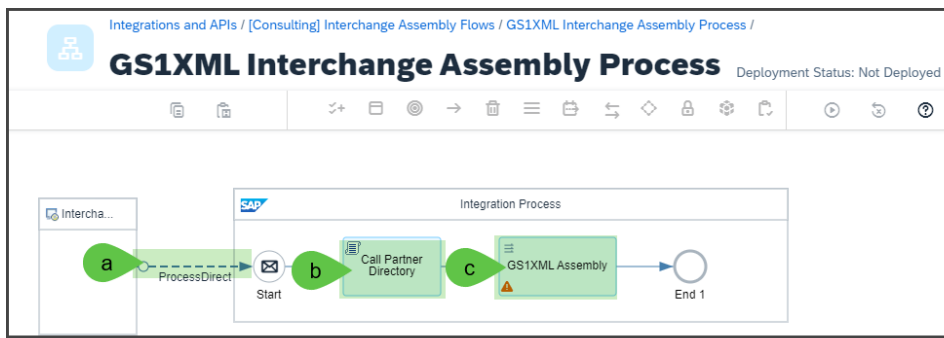 Integrations and APIs / [Consulting] Interchange Assembly Flows / GS1XML Interchange Assembly Process /
GS1XML Interchange Assembly Process
Deployment Status: Not Deployed
Intercha...
SAP
Integration Process
a
ProcessDirect
Start
b
Call Partner
Directory
c
GS1XML Assembly
End 1